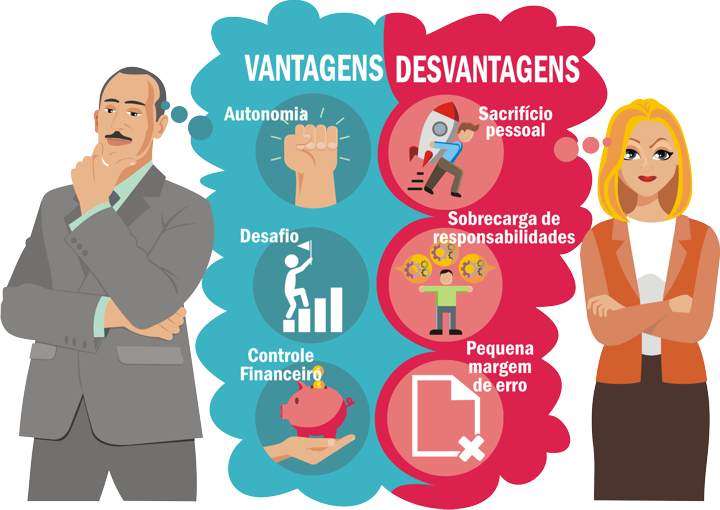 VANTAGENS
Autonomia
Desafio
Controle
Financeiro
DESVANTAGENS
Sacrifício
pessoal
Sobrecarga de
responsabilidades
Pequena
margem
de erro